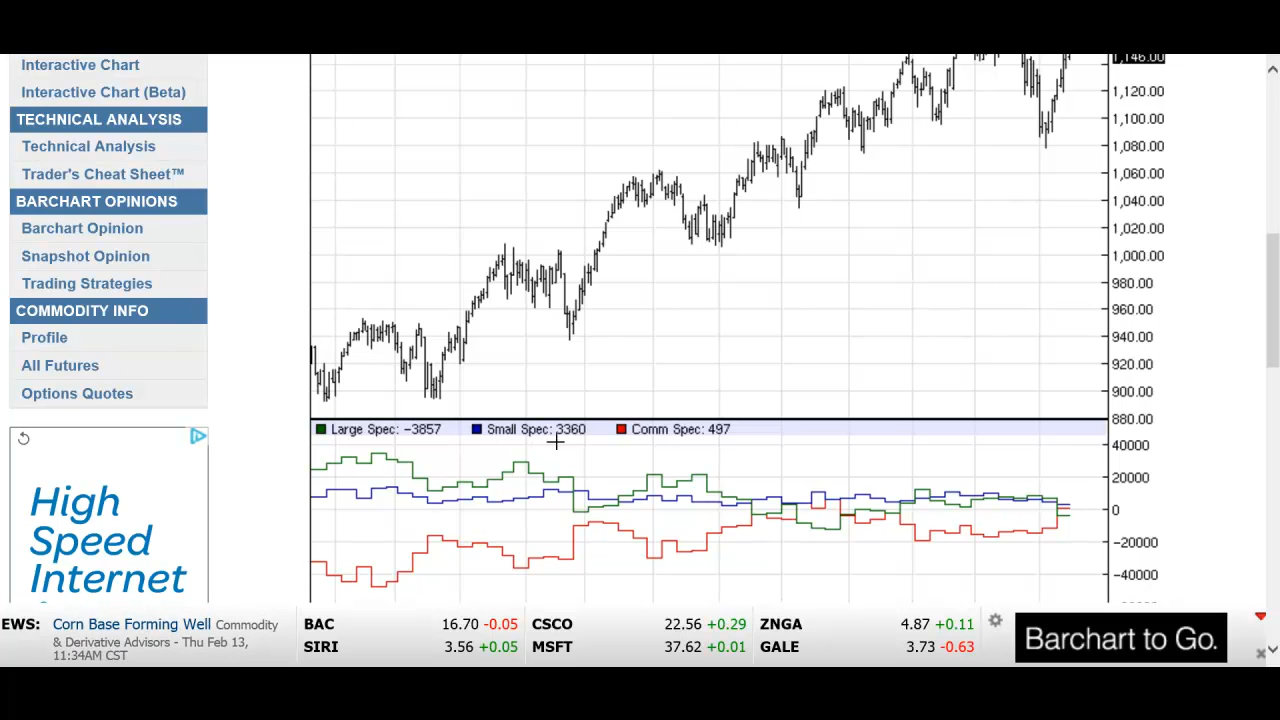 Interactive Chart
Interactive Chart (Beta)
TECHNICAL ANALYSIS
Technical Analysis
Trader's Cheat Sheet™
BARCHART OPINIONS
Barchart Opinion
Snapshot Opinion
Trading Strategies
COMMODITY INFO
Profile
All Futures
Options Quotes
High
Speed
Internet
1,146.00
1,120.00
1,100.00
1,080.00
1,060.00
1,040.00
1,020.00
1,000.00
980.00
960.00
940.00
920.00
900.00
880.00
Large Spec: -3857 Small Spec: 3360 Comm Spec: 497
40000
20000
0
-20000
-40000
EWS: Corn Base Forming Well Commodity
& Derivative Advisors - Thu Feb 13,
11:34AM CST
BAC 16.70 -0.05 CSCO 22.56 +0.29 ZNGA 4.87 +0.11
SIRI 3.56 +0.05 MSFT 37.62 +0.01 GALE 3.73 -0.63
Barchart to Go.